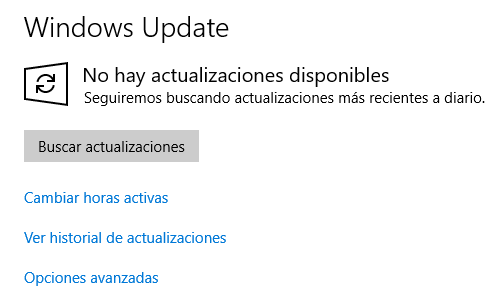 Windows Update
No hay actualizaciones disponibles
Seguiremos buscando actualizaciones más recientes a diario.
Buscar actualizaciones
Cambiar horas activas
Ver historial de actualizaciones
Opciones avanzadas